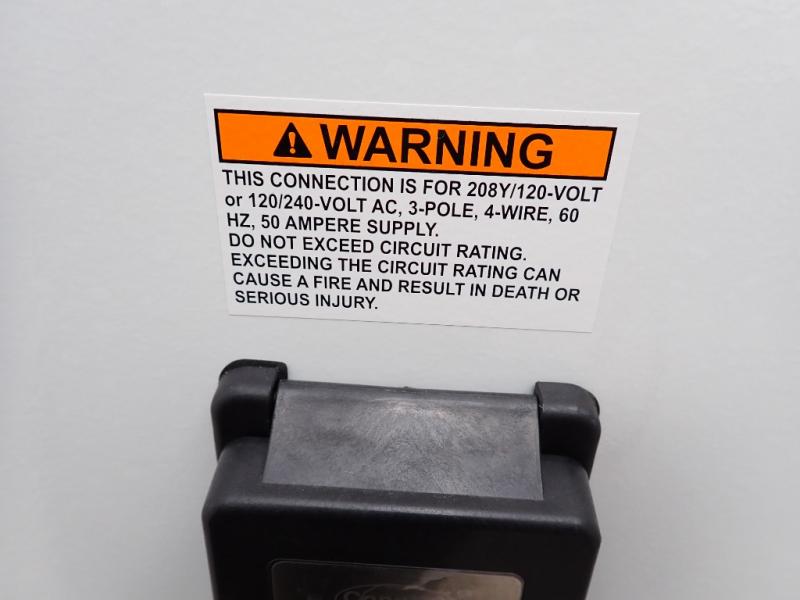 WARNING
THIS CONNECTION IS FOR 208Y/120-VOLT
or 120/240-VOLT AC, 3-POLE, 4-WIRE, 60
HZ, 50 AMPERE SUPPLY.
DO NOT EXCEED CIRCUIT RATING.
EXCEEDING THE CIRCUIT RATING CAN
CAUSE A FIRE AND RESULT IN DEATH OR
SERIOUS INJURY.